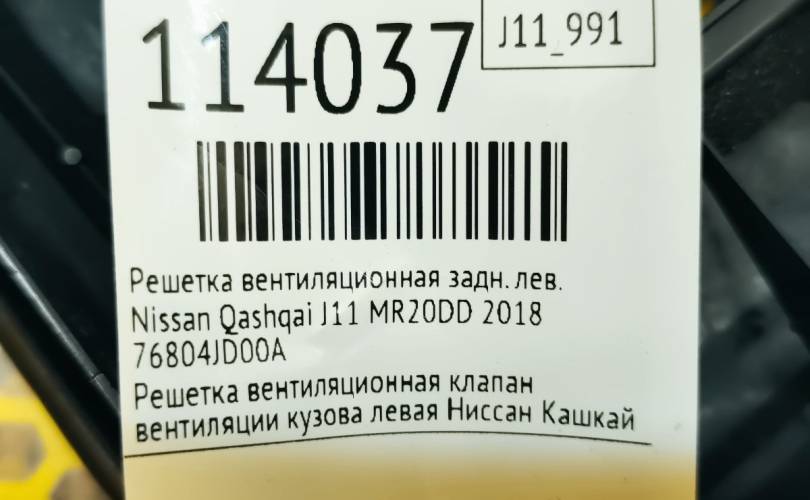 114037
J11_991
Решетка вентиляционная задн. лев.
Nissan Qashqai J11 MR20DD 2018
76804JD00A
Решетка вентиляционная клапан
вентиляции кузова левая Ниссан Кашкай